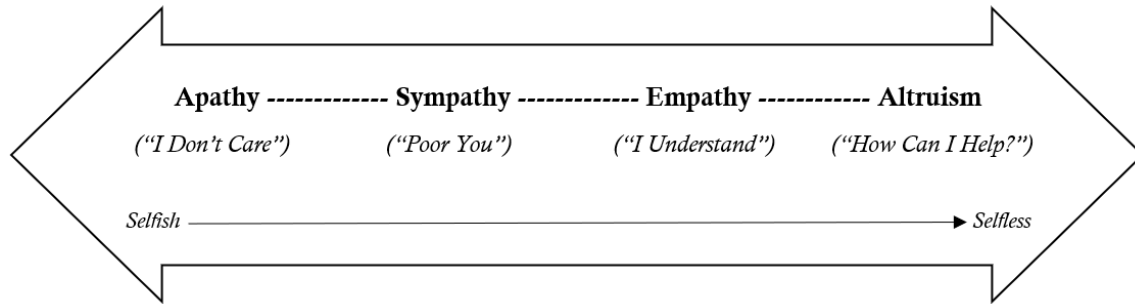 Apathy ------------- Sympathy ------------- Empathy ------------ Altruism
(“I Don’t Care”) (“Poor You”) (“I Understand”) (“How Can I Help?”)
Selfish Selfless